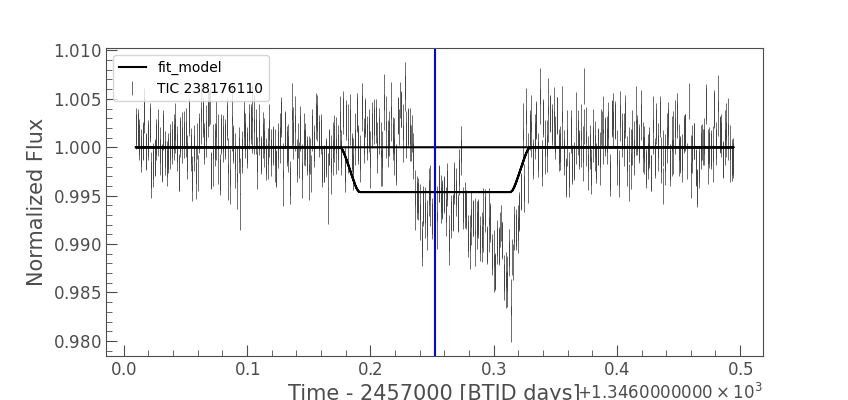 1.010
1.005
1.000
0.995
0.990
0.985
0.980
Normalized Flux
fit_model
TIC 238176110
0.0 0.1 0.2 0.3 0.4 0.5
Time - 2457000 [BTJD days]
+1.3460000000 × 10³